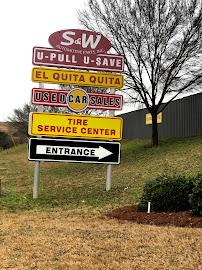 S&W
AUTOMOTIVE PARTS, INC.
U-PULL U-SAVE
EL QUITA QUITA
USED CAR SALES
TIRE
SERVICE CENTER
ENTRANCE